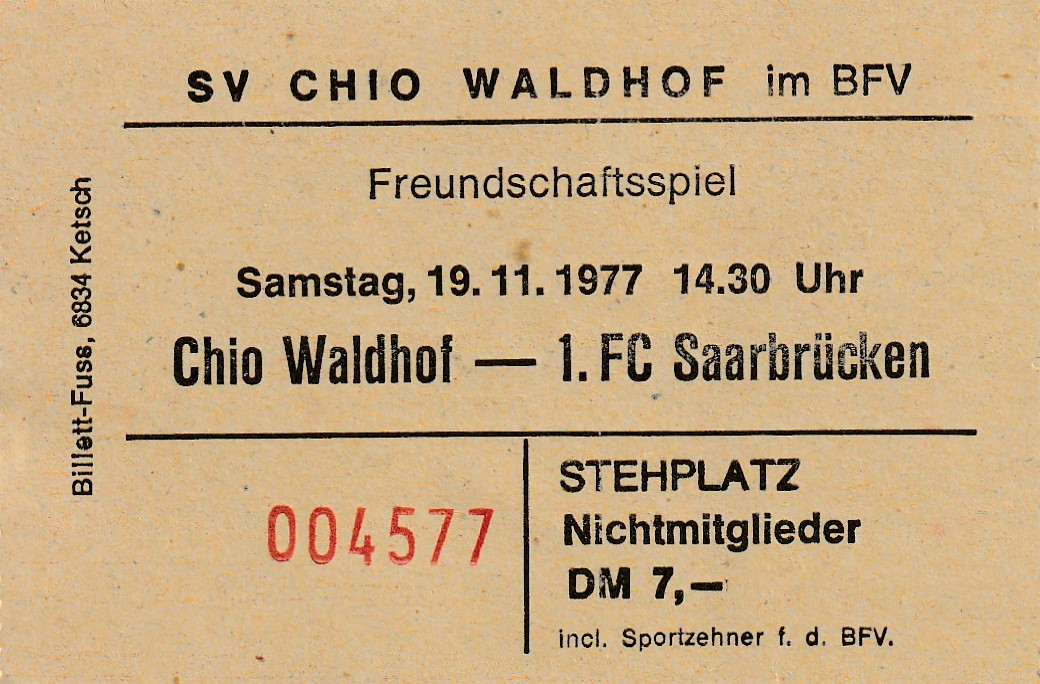 SV CHIO WALDHOF im BFV
Freundschaftsspiel
Samstag, 19.11.1977 14.30 Uhr
Chio Waldhof — 1. FC Saarbrücken
Billett-Fuss, 6834 Ketsch
004577
STEHPLATZ
Nichtmitglieder
DM 7,—
incl. Sportzehner f. d. BFV.